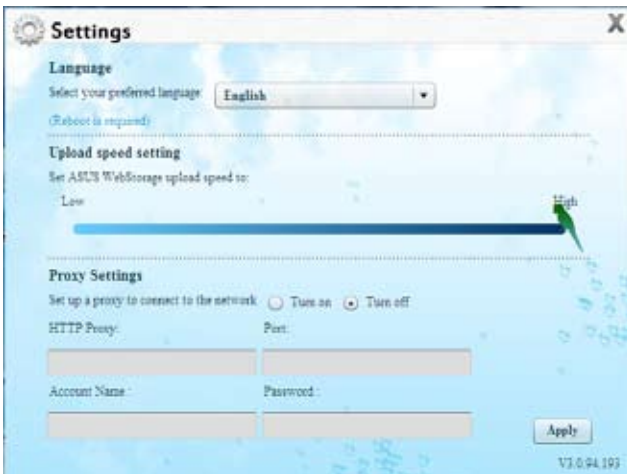 Settings
X
Language
Select your preferred language: English
(Reboot is required)
Upload speed setting
Set ASUS WebStorage upload speed to:
Low High
Proxy Settings
Set up a proxy to connect to the network Turn on Turn off
HTTP Proxy: Port:
Account Name : Password :
Apply
V3.0.94.193